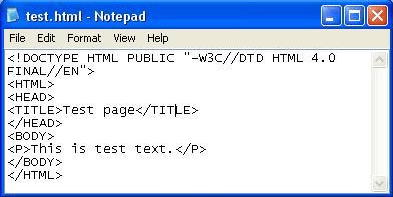 test.html - Notepad
File Edit Format View Help
<!DOCTYPE HTML PUBLIC "-W3C//DTD HTML 4.0
FINAL//EN">
<HTML>
<HEAD>
<TITLE>Test page</TITLE>
</HEAD>
<BODY>
<P>This is test text.</P>
</BODY>
</HTML>